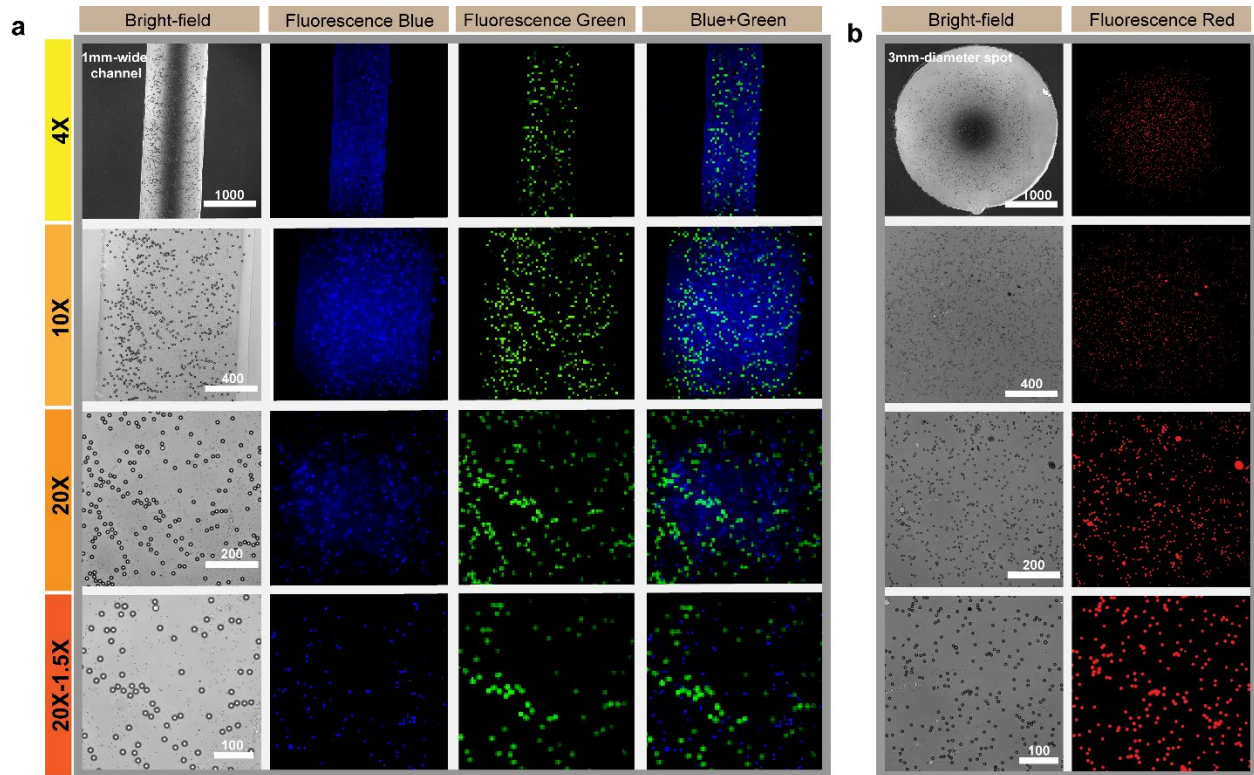 a
Bright-field
Fluorescence Blue
Fluorescence Green
Blue+Green
b
Bright-field
Fluorescence Red
4X
1mm-wide
channel
1000
3mm-diameter spot
1000
10X
400
400
20X
200
200
20X-1.5X
100
100